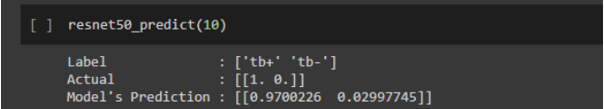 [ ] resnet50_predict(10)
Label : ['tb+' 'tb-']
Actual : [[1. 0.]]
Model's Prediction : [[0.9700226 0.02997745]]